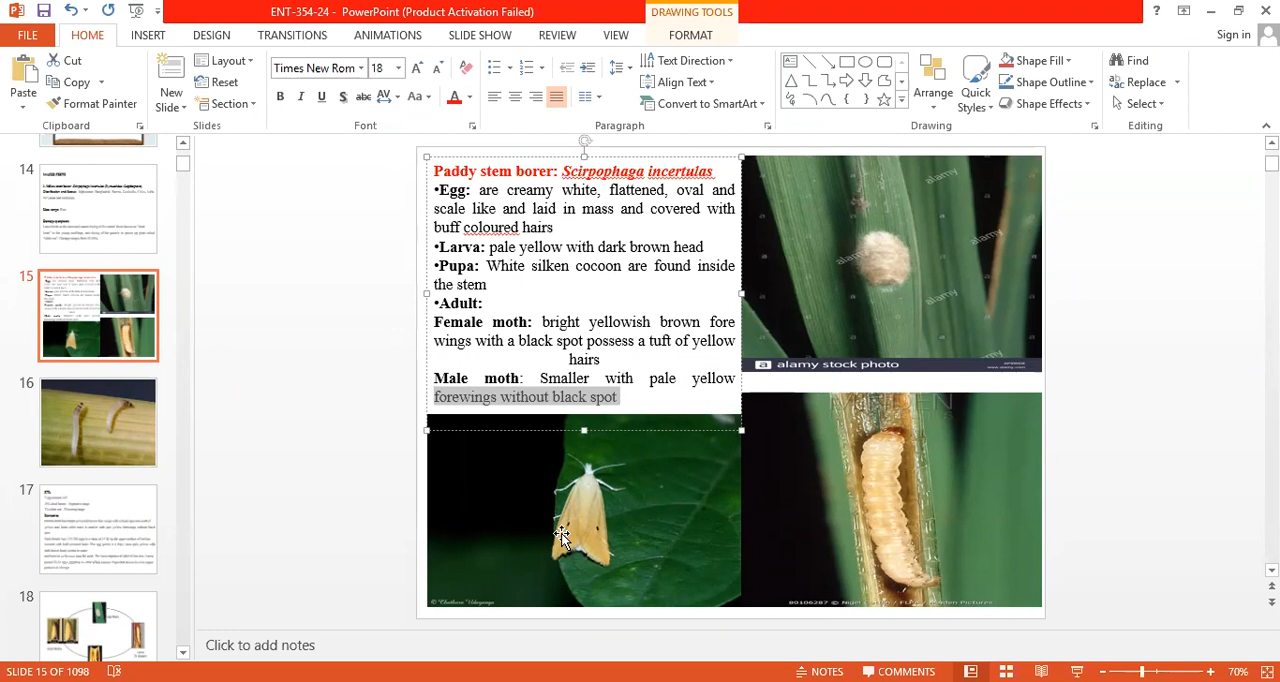 ENT-354-24 - PowerPoint (Product Activation Failed)
DRAWING TOOLS
FILE HOME INSERT DESIGN TRANSITIONS ANIMATIONS SLIDE SHOW REVIEW VIEW FORMAT
Sign in
Paste
Cut
Copy
Format Painter
Clipboard
New Slide
Layout
Reset
Section
Slides
Times New Rom 18
B I U S abc AV Aa A
Font
Paragraph
Text Direction
Align Text
Convert to SmartArt
Arrange
Quick Styles
Shape Fill
Shape Outline
Shape Effects
Drawing
Find
Replace
Select
Editing
14
15
16
17
18
Paddy stem borer: Scirpophaga incertulas
•Egg: are creamy white, flattened, oval and
scale like and laid in mass and covered with
buff coloured hairs
•Larva: pale yellow with dark brown head
•Pupa: White silken cocoon are found inside
the stem
•Adult:
Female moth: bright yellowish brown fore
wings with a black spot possess a tuft of yellow
hairs
Male moth: Smaller with pale yellow
forewings without black spot
alamy
a alamy stock photo
Click to add notes
SLIDE 15 OF 1098
NOTES
COMMENTS
70%